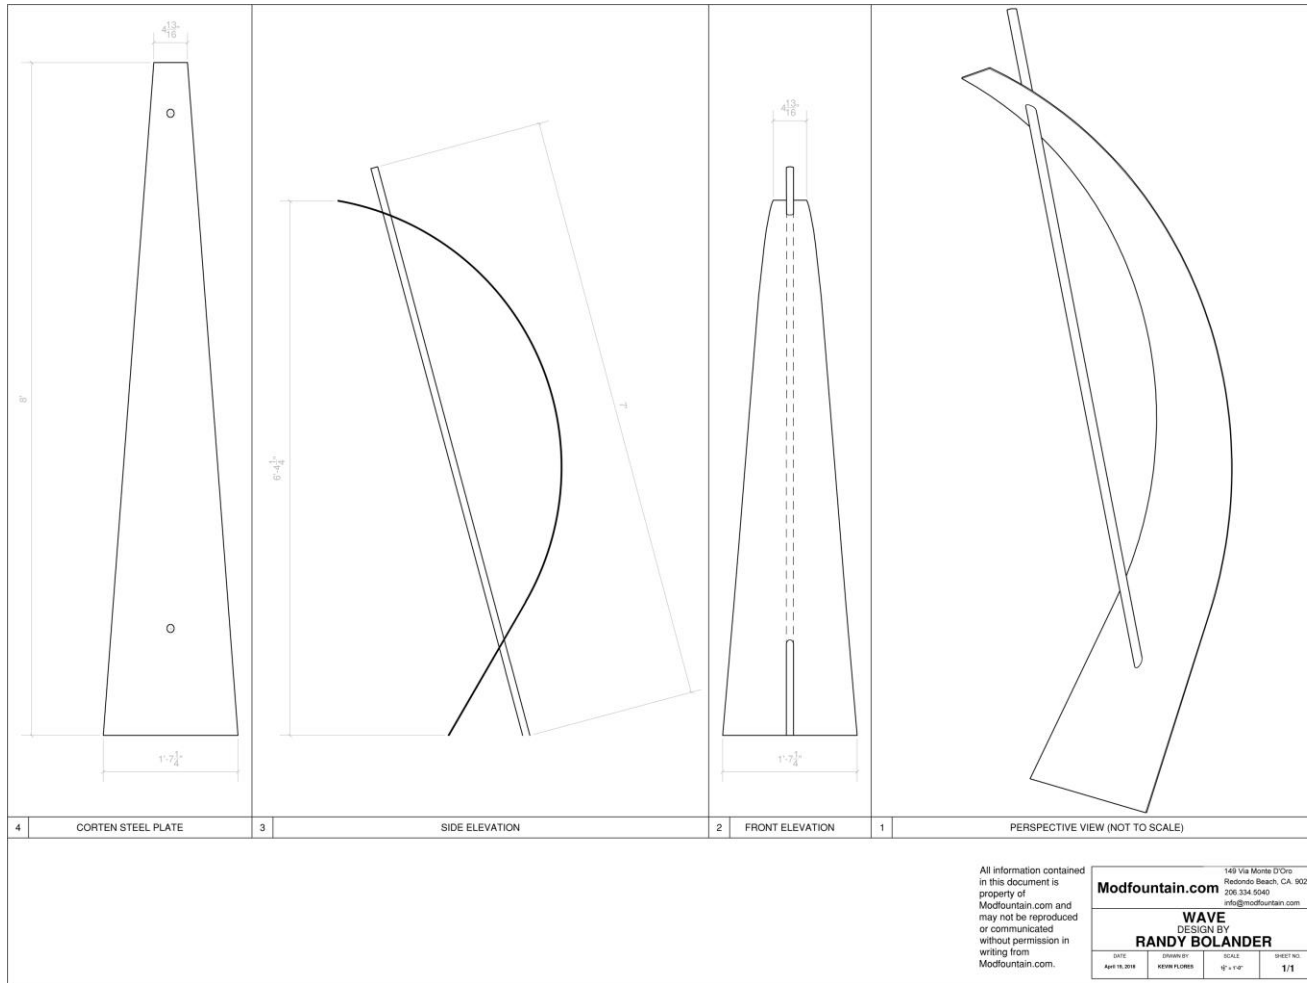 4 13/16"
8'
1'-7 1/4"
4 CORTEN STEEL PLATE
6'-4 1/4"
7'
3 SIDE ELEVATION
4 13/16"
1'-7 1/4"
2 FRONT ELEVATION
1 PERSPECTIVE VIEW (NOT TO SCALE)
All information contained
in this document is
property of
Modfountain.com and
may not be reproduced
or communicated
without permission in
writing from
Modfountain.com.
Modfountain.com
149 Via Monte D'Oro
Redondo Beach, CA. 902
206.334.5040
info@modfountain.com
WAVE
DESIGN BY
RANDY BOLANDER
DATE
DRAWN BY
SCALE
SHEET NO.
KEVIN FLORES
1/1